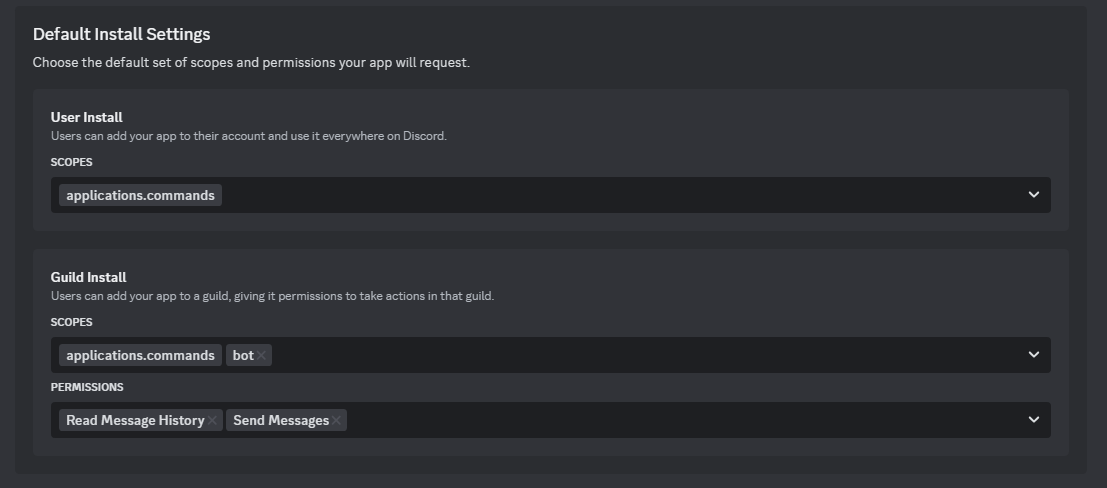 Default Install Settings
Choose the default set of scopes and permissions your app will request.
User Install
Users can add your app to their account and use it everywhere on Discord.
SCOPES
applications.commands
Guild Install
Users can add your app to a guild, giving it permissions to take actions in that guild.
SCOPES
applications.commands bot
PERMISSIONS
Read Message History Send Messages